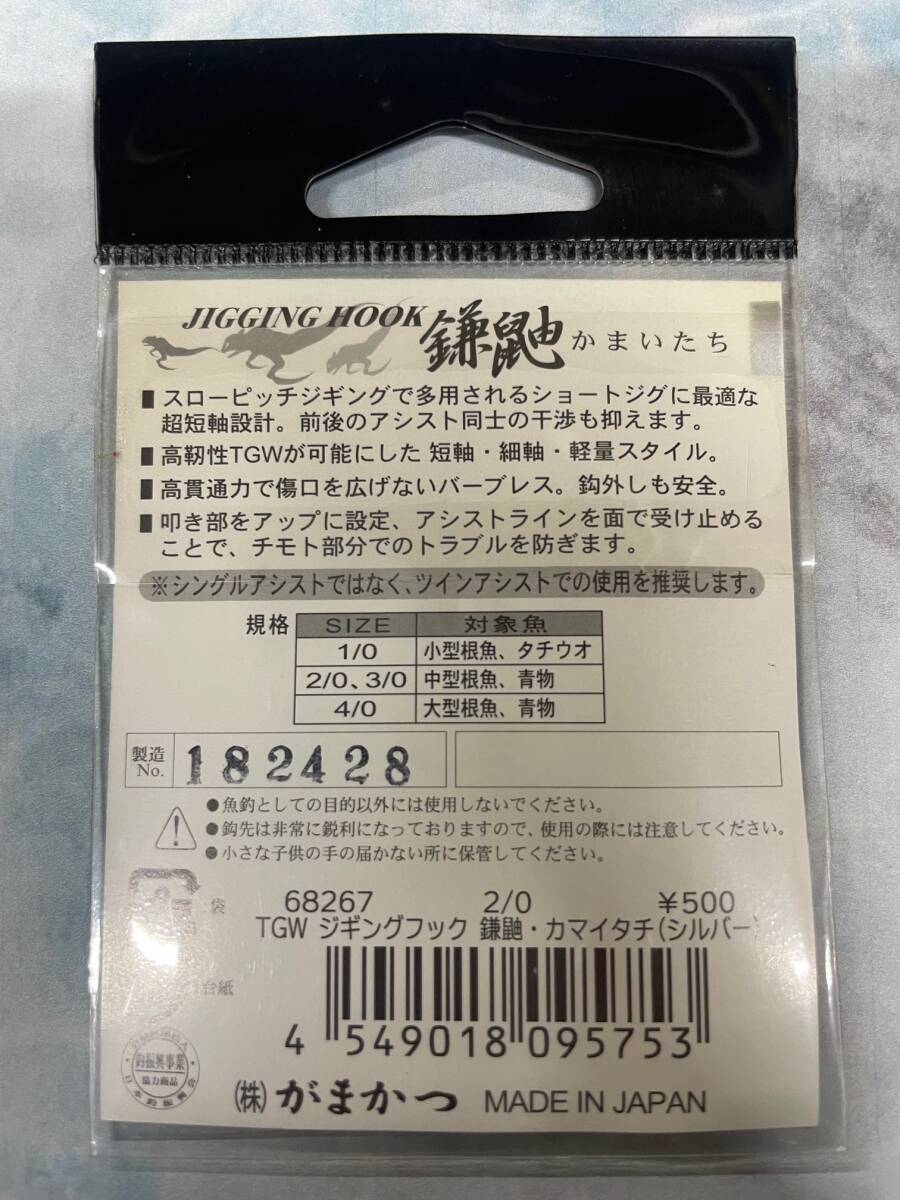 JIGGING HOOK 鎌鼬 かまいたち
■ スローピッチジギングで多用されるショートジグに最適な
超短軸設計。前後のアシスト同士の干渉も抑えます。
■ 高靭性TGWが可能にした 短軸・細軸・軽量スタイル。
■ 高貫通力で傷口を広げないバーブレス。鈎外しも安全。
■ 叩き部をアップに設定、アシストラインを面で受け止める
ことで、チモト部分でのトラブルを防ぎます。
※シングルアシストではなく、ツインアシストでの使用を推奨します。
規格 SIZE 対象魚
1/0 小型根魚、タチウオ
2/0、3/0 中型根魚、青物
4/0 大型根魚、青物
製造 No. 182428
●魚釣としての目的以外には使用しないでください。
●鈎先は非常に鋭利になっておりますので、使用の際には注意してください。
●小さな子供の手の届かない所に保管してください。
袋
68267 2/0 ¥500
TGW ジギングフック 鎌鼬・カマイタチ(シルバー)
台紙
4 549018 095753
釣振興事業
協力商品
(株)がまかつ MADE IN JAPAN